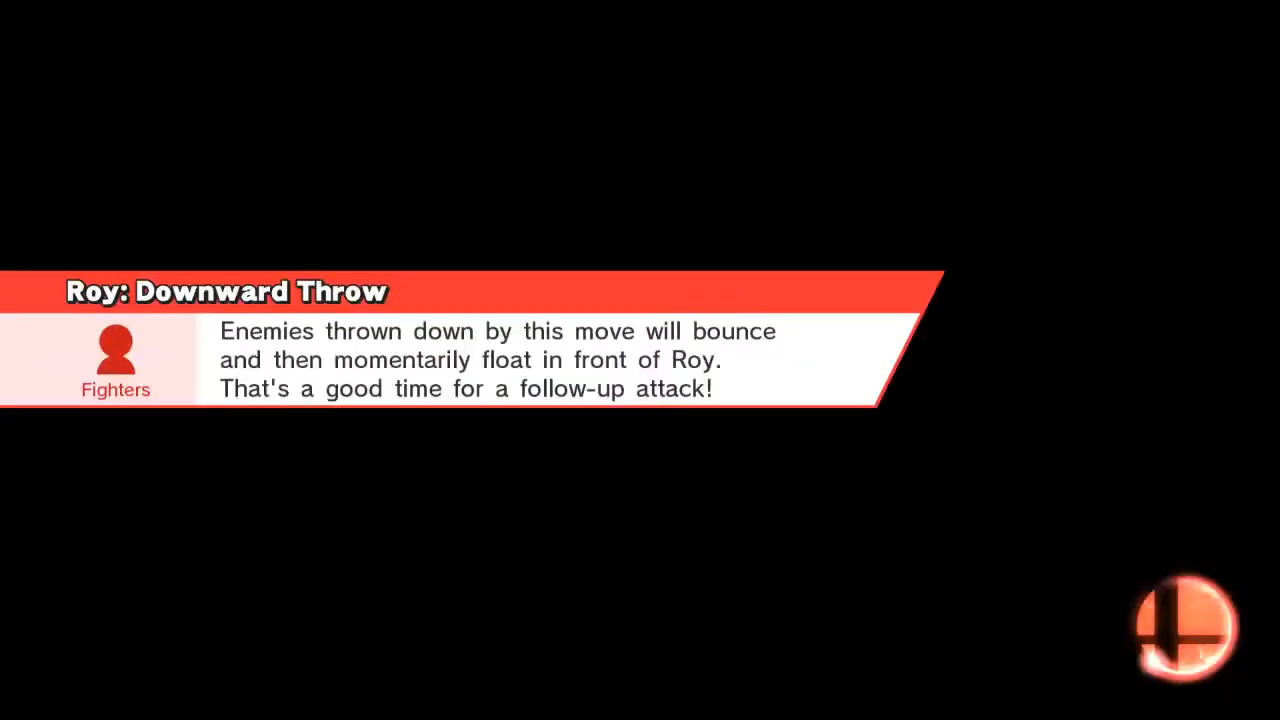 Roy: Downward Throw
Enemies thrown down by this move will bounce
and then momentarily float in front of Roy.
That's a good time for a follow-up attack!
Fighters